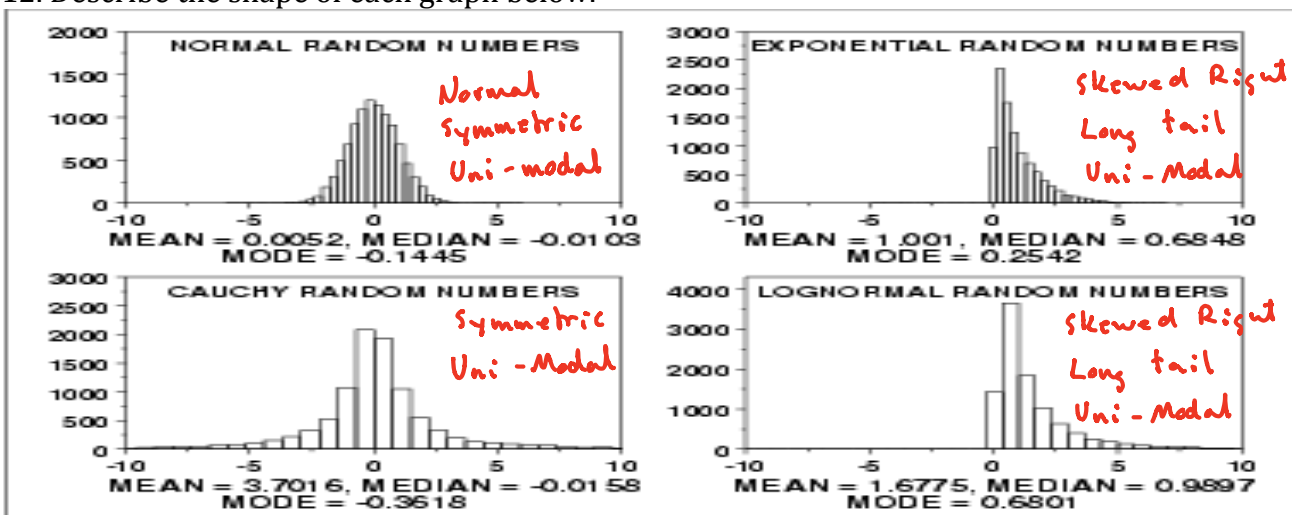 12. Describe the shape of each graph below.
2000
1500
1000
500
0
NORMAL RANDOM NUMBERS
Normal
Symmetric
Uni-modal
-10 -5 0 5 10
MEAN = 0.0052, MEDIAN = -0.0103
MODE = -0.1445
3000
2500
2000
1500
1000
500
0
EXPONENTIAL RANDOM NUMBERS
Skewed Right
Long tail
Uni-Modal
-10 -5 0 5 10
MEAN = 1.001, MEDIAN = 0.6848
MODE = 0.2542
3000
2500
2000
1500
1000
500
0
CAUCHY RANDOM NUMBERS
Symmetric
Uni-Modal
-10 -5 0 5 10
MEAN = 3.7016, MEDIAN = -0.0158
MODE = -0.3618
4000
3000
2000
1000
0
LOGNORMAL RANDOM NUMBERS
Skewed Right
Long tail
Uni-Modal
-10 -5 0 5 10
MEAN = 1.6775, MEDIAN = 0.9897
MODE = 0.6801